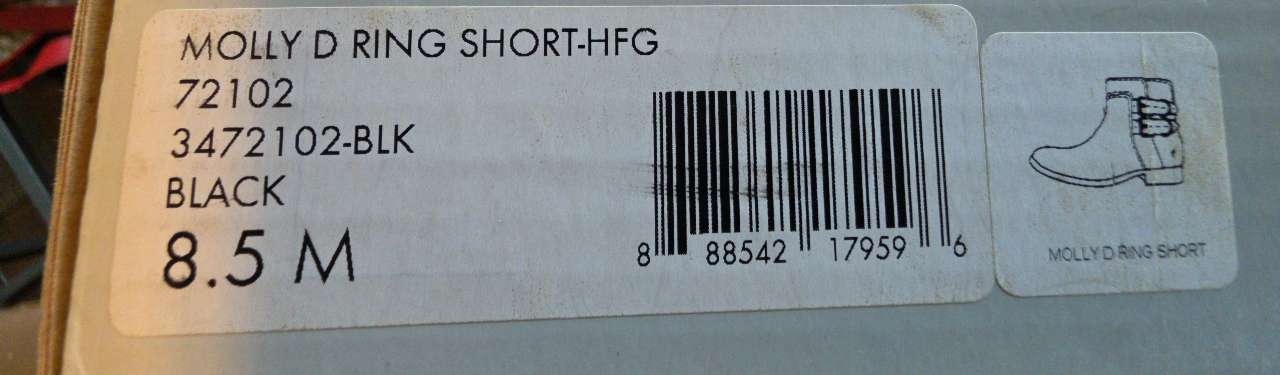 MOLLY D RING SHORT-HFG
72102
3472102-BLK
BLACK
8.5 M
8 88542 17959 6
MOLLY D RING SHORT